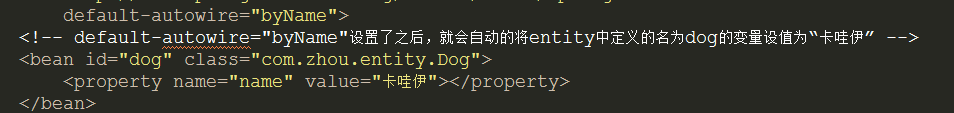 default-autowire="byName">
<!-- default-autowire="byName"设置了之后，就会自动的将entity中定义的名为dog的变量设值为“卡哇伊” -->
<bean id="dog" class="com.zhou.entity.Dog">
<property name="name" value="卡哇伊"></property>
</bean>